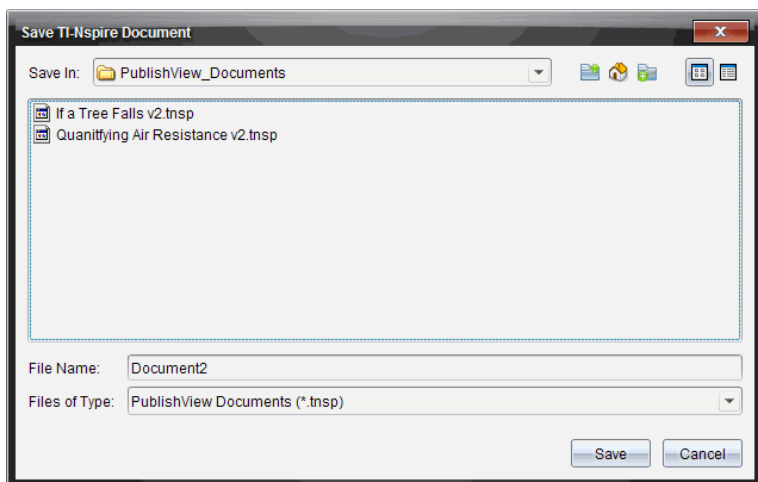 Save TI-Nspire Document
Save In: PublishView_Documents
If a Tree Falls v2.tnsp
Quanitfying Air Resistance v2.tnsp
File Name: Document2
Files of Type: PublishView Documents (*.tnsp)
Save Cancel